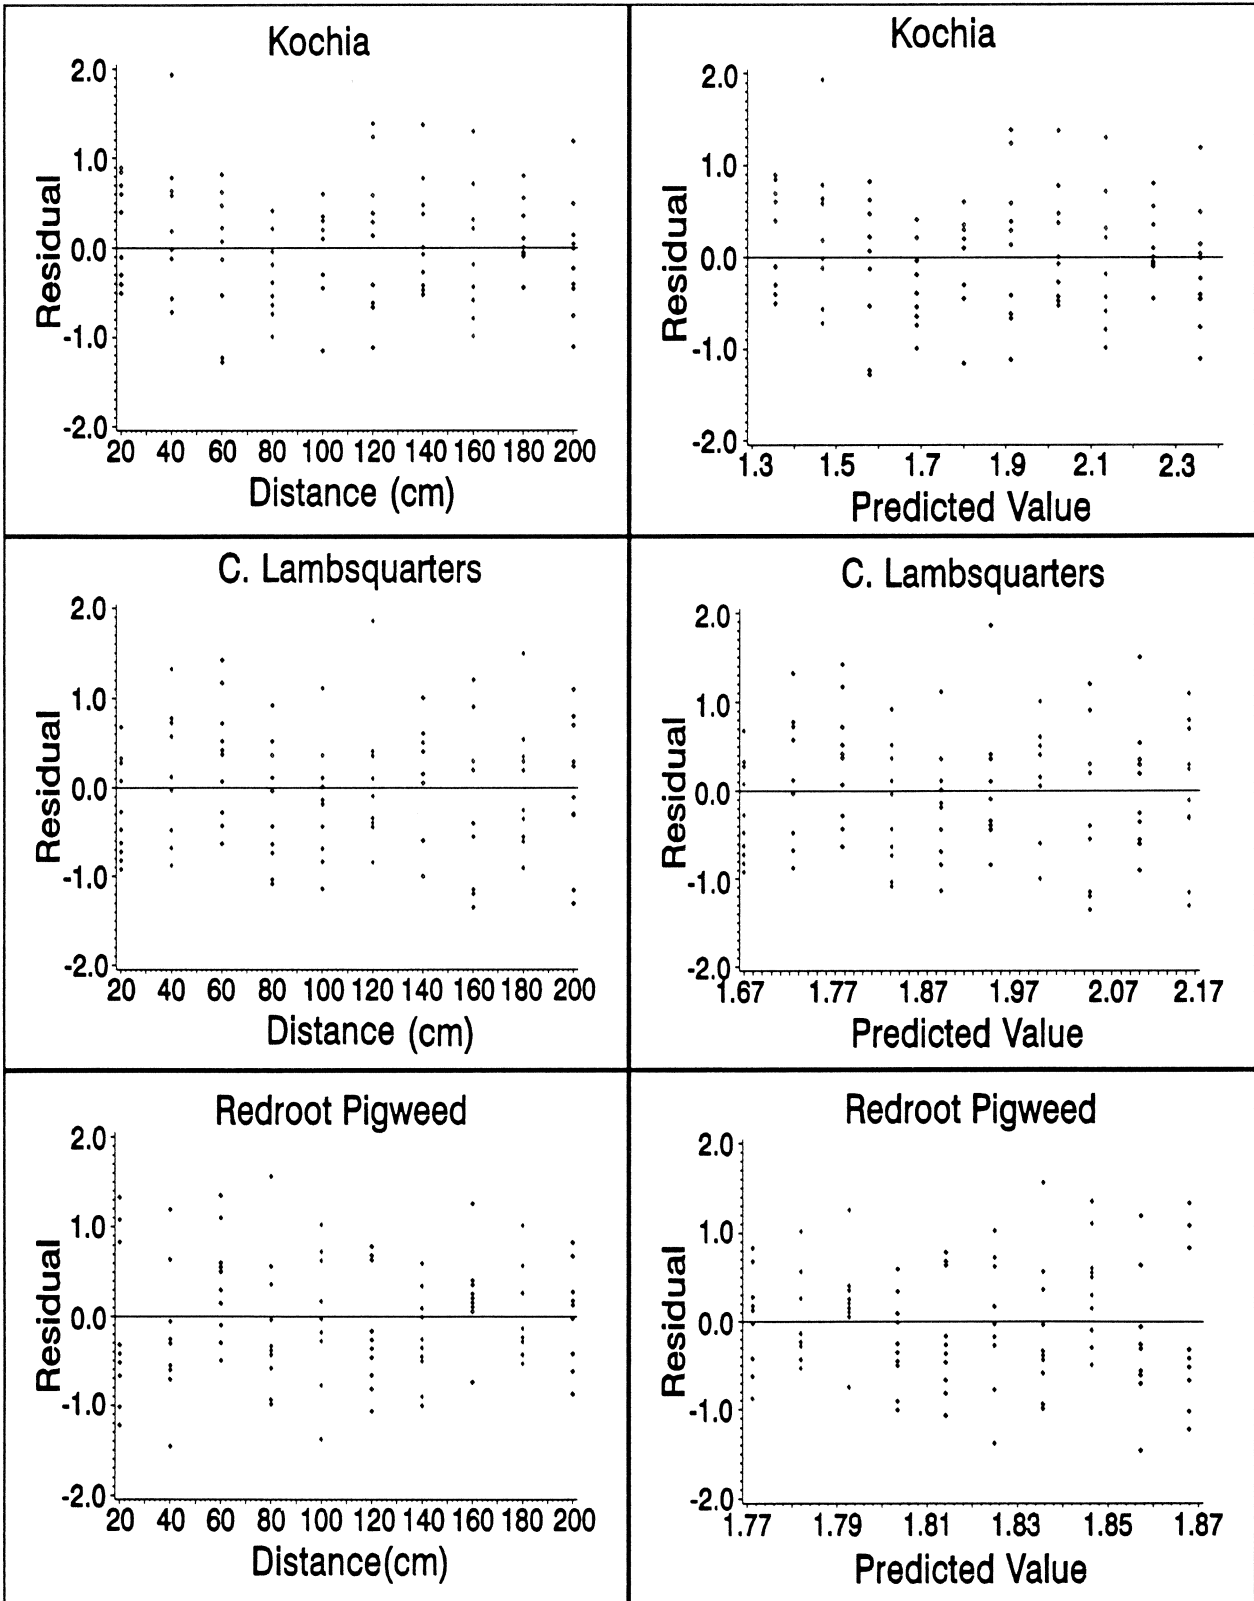 Kochia
2.0
1.0
0.0
-1.0
-2.0
Residual
20 40 60 80 100 120 140 160 180 200
Distance (cm)
Kochia
2.0
1.0
0.0
-1.0
-2.0
Residual
1.3 1.5 1.7 1.9 2.1 2.3
Predicted Value
C. Lambsquarters
2.0
1.0
0.0
-1.0
-2.0
Residual
20 40 60 80 100 120 140 160 180 200
Distance (cm)
C. Lambsquarters
2.0
1.0
0.0
-1.0
-2.0
Residual
1.67 1.77 1.87 1.97 2.07 2.17
Predicted Value
Redroot Pigweed
2.0
1.0
0.0
-1.0
-2.0
Residual
20 40 60 80 100 120 140 160 180 200
Distance(cm)
Redroot Pigweed
2.0
1.0
0.0
-1.0
-2.0
Residual
1.77 1.79 1.81 1.83 1.85 1.87
Predicted Value